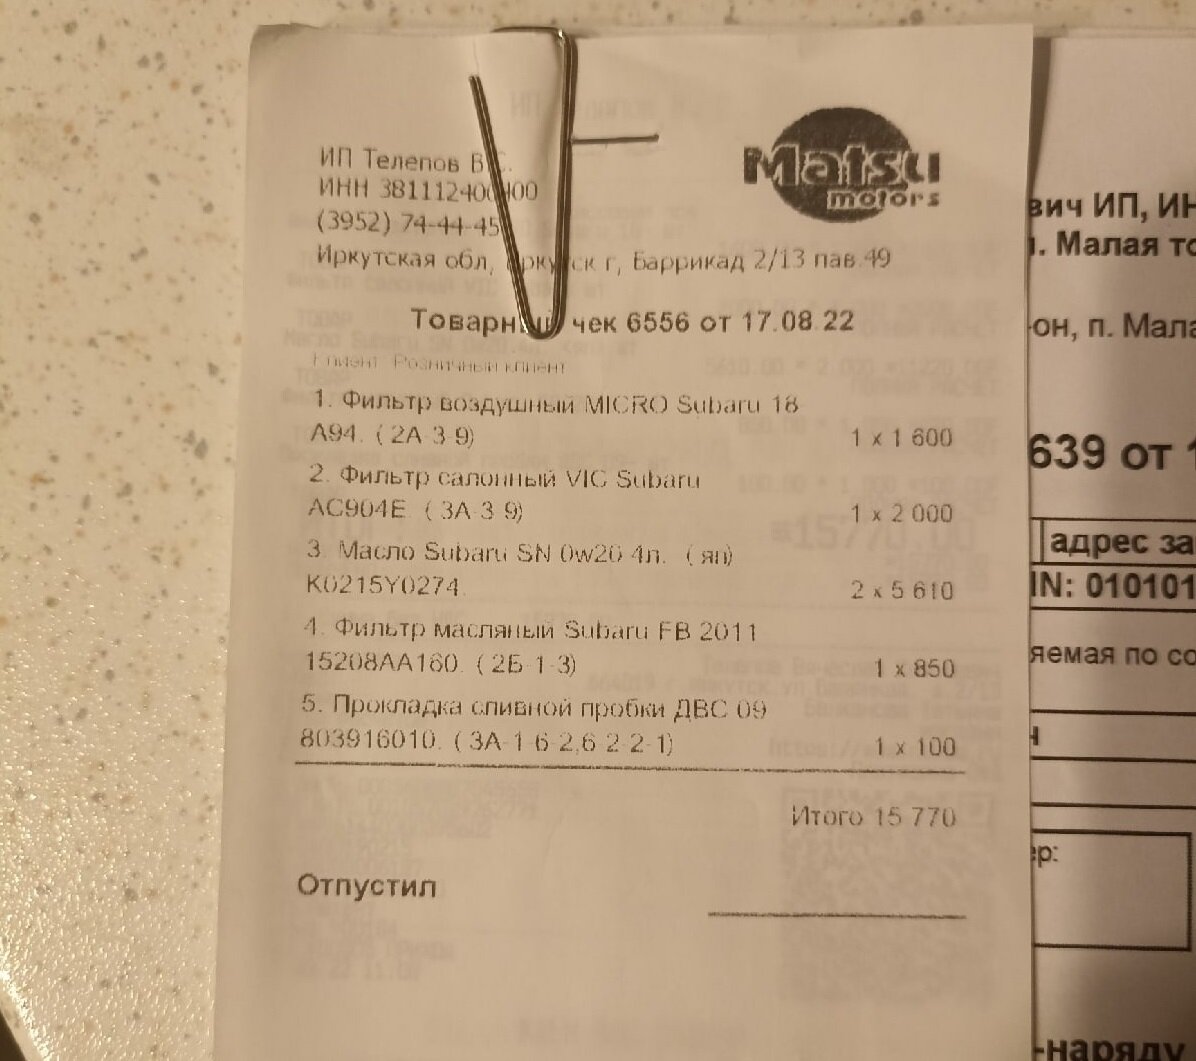 Matsu
motors
ИП Телепов В.С.
ИНН
(3952) 74-44-45
Иркутская обл, г, Баррикад 2/13 пав.49
Товарный чек 6556 от 17.08.22
Клиент Розничный клиент
1. Фильтр воздушный MICRO Subaru 18
A94. ( 2А-3-9) 1 x 1 600
2. Фильтр салонный VIC Subaru
AC904E. ( 3А-3-9) 1 x 2 000
3. Масло Subaru SN 0w20 4л. ( яп)
K0215Y0274. 2 x 5 610
4. Фильтр масляный Subaru FB 2011
15208AA160. ( 2Б-1-3) 1 x 850
5. Прокладка сливной пробки ДВС 09
803916010. ( 3А-1-6-2,6-2-2-1) 1 x 100
Итого 15 770
Отпустил
вич ИП, ИН
. Малая то
он, п. Мала
639 от 1
адрес за
IN: 010101
яемая по со
н
ер:
-наряду